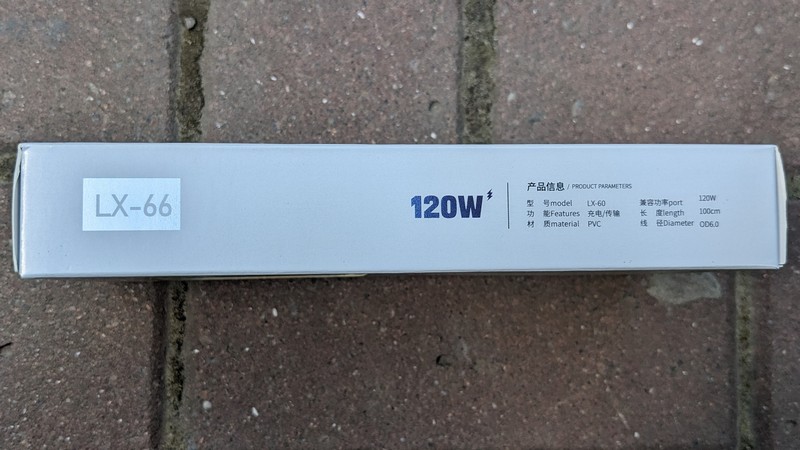 LX-66
120W
产品信息 / PRODUCT PARAMETERS
型 号model LX-60 兼容功率port 120W
功 能Features 充电/传输 长 度length 100cm
材 质material PVC 线 径Diameter OD6.0